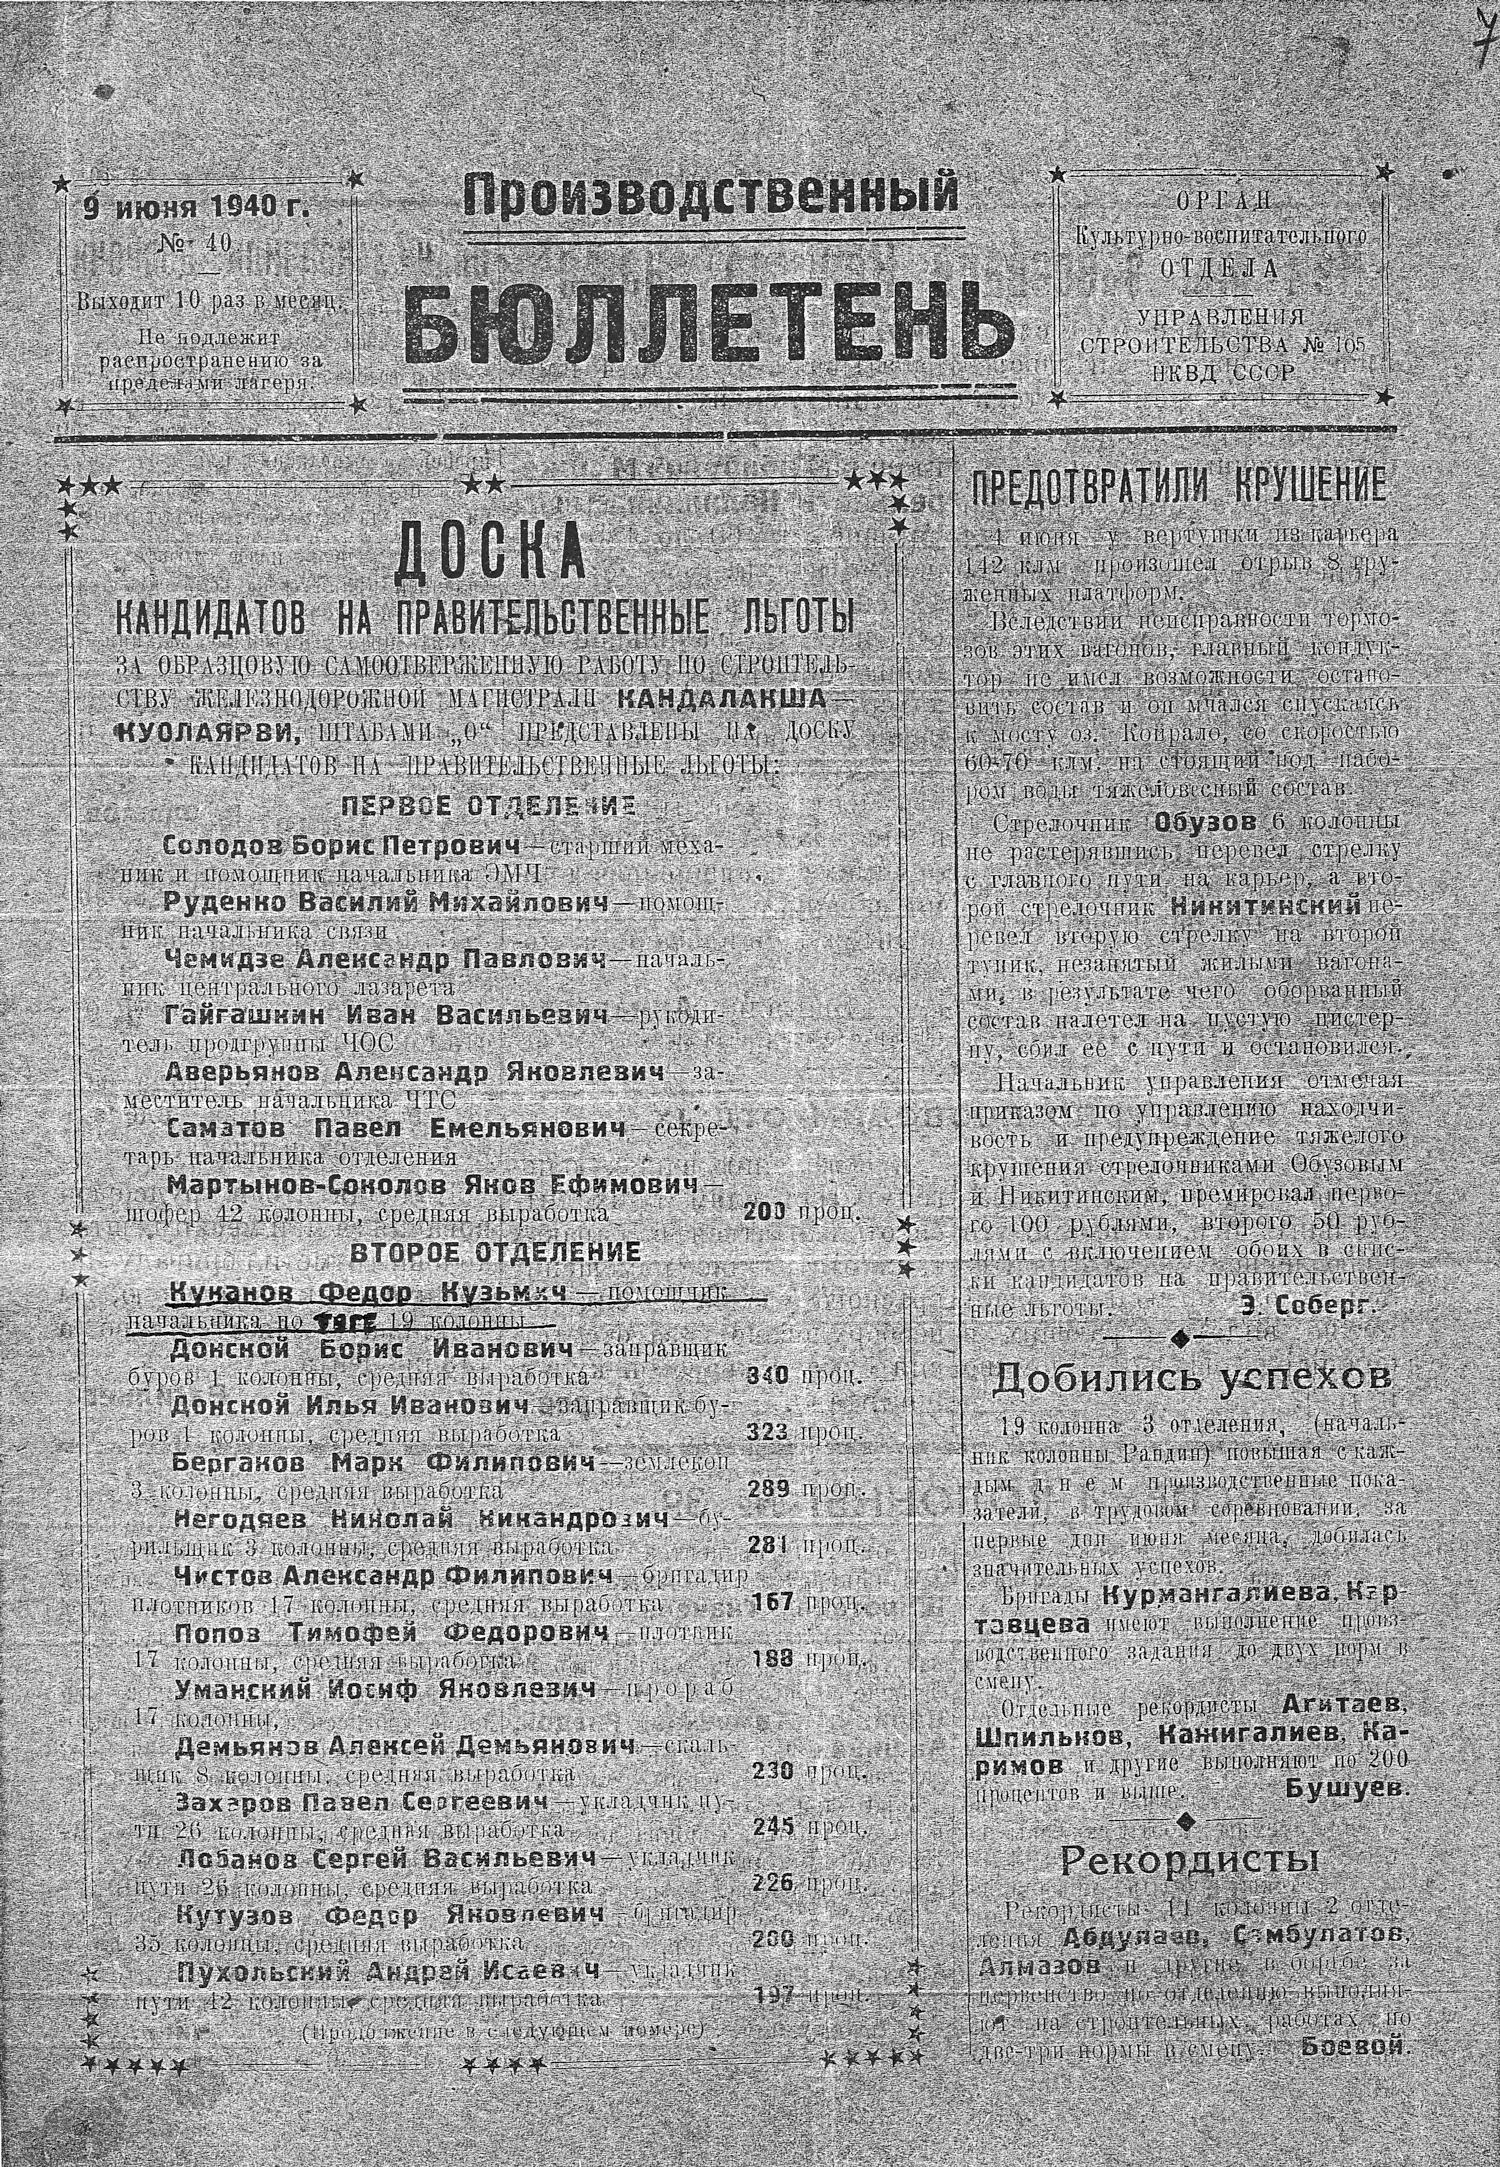 7
9 июня 1940 г.
№ 40
Выходит 10 раз в месяц.
Не подлежит
распространению за
пределами лагеря.
Производственный
БЮЛЛЕТЕНЬ
ОРГАН
Культурно-воспитательного
ОТДЕЛА
УПРАВЛЕНИЯ
СТРОИТЕЛЬСТВА № 105
НКВД СССР
ДОСКА
КАНДИДАТОВ НА ПРАВИТЕЛЬСТВЕННЫЕ ЛЬГОТЫ
ЗА ОБРАЗЦОВУЮ САМООТВЕРЖЕННУЮ РАБОТУ ПО СТРОИТЕЛЬ-
СТВУ ЖЕЛЕЗНОДОРОЖНОЙ МАГИСТРАЛИ КАНДАЛАКША—
КУОЛАЯРВИ, ШТАБАМИ „О“ ПРЕДСТАВЛЕНЫ НА ДОСКУ
КАНДИДАТОВ НА ПРАВИТЕЛЬСТВЕННЫЕ ЛЬГОТЫ:
ПЕРВОЕ ОТДЕЛЕНИЕ
Солодов Борис Петрович—старший меха-
ник и помощник начальника ЭМЧ
Руденко Василий Михайлович—помощ-
ник начальника связи
Чемидзе Александр Павлович—началь-
ник центрального лазарета
Гайгашкин Иван Васильевич—руководи-
тель продгруппы ЧОС
Аверьянов Александр Яковлевич—за-
меститель начальника ЧТС
Саматов Павел Емельянович—секре-
тарь начальника отделения
Мартынов-Соколов Яков Ефимович—
шофер 42 колонны, средняя выработка 200 проц.
ВТОРОЕ ОТДЕЛЕНИЕ
Куканов Федор Кузьмич—помощник
начальника по тяге 19 колонны
Донской Борис Иванович—заправщик
буров 1 колонны, средняя выработка 340 проц.
Донской Илья Иванович—заправщик бу-
ров 1 колонны, средняя выработка 323 проц.
Бергаков Марк Филипович—землекоп
3 колонны, средняя выработка 289 проц.
Негодяев Николай Никандрович—бу-
рильщик 3 колонны, средняя выработка 281 проц.
Чистов Александр Филипович—бригадир
плотников 17 колонны, средняя выработка 167 проц.
Попов Тимофей Федорович—плотник
17 колонны, средняя выработка 188 проц.
Уманский Иосиф Яковлевич—прораб
17 колонны,
Демьянов Алексей Демьянович—скаль-
щик 8 колонны, средняя выработка 230 проц.
Захаров Павел Сергеевич—укладчик пу-
ти 26 колонны, средняя выработка 245 проц.
Лобанов Сергей Васильевич—укладчик
пути 26 колонны, средняя выработка 226 проц.
Кутузов Федор Яковлевич—бригадир
35 колонны, средняя выработка 200 проц.
Пухольский Андрей Исаевич—укладчик
пути 42 колонны, средняя выработка 197 проц.
(Продолжение в следующем номере)
ПРЕДОТВРАТИЛИ КРУШЕНИЕ
4 июня у вертушки из карьера
142 клм произошел отрыв 8 гру-
женных платформ.
Вследствии неисправности тормо-
зов этих вагонов, главный кондук-
тор не имел возможности остано-
вить состав и он мчался спускаясь
к мосту оз. Койрало, со скоростью
60-70 клм. на стоящий под набо-
ром воды тяжеловесный состав.
Стрелочник Обузов 6 колонны
не растерявшись перевел стрелку
с главного пути на карьер, а вто-
рой стрелочник Никитинский пе-
ревел вторую стрелку на второй
тупик, незанятый жилыми вагона-
ми, в результате чего оборванный
состав налетел на пустую цистер-
ну, сбил ее с пути и остановился.
Начальник управления отмечая
приказом по управлению находчи-
вость и предупреждение тяжелого
крушения стрелочниками Обузовым
и Никитинским, премировал перво-
го 100 рублями, второго 50 руб-
лями с включением обоих в спис-
ки кандидатов на правительствен-
ные льготы. Э. Соберг.
Добились успехов
19 колонна 3 отделения, (началь-
ник колонны Рандин) повышая с каж-
дым днем производственные пока-
затели, в трудовом соревновании, за
первые дни июня месяца, добилась
значительных успехов.
Бригады Курмангалиева, Кар-
тавцева имеют выполнение произ-
водственного задания до двух норм в
смену.
Отдельные рекордисты Агитаев,
Шпильков, Кажигалиев, Ка-
римов и другие выполняют по 200
процентов и выше. Бушуев.
Рекордисты
Рекордисты 11 колонны 2 отде-
ления Абдулаев, Самбулатов,
Алмазов и другие в борьбе за
первенство по отделению выполня-
ют на строительных работах по
две-три нормы в смену. Боевой.